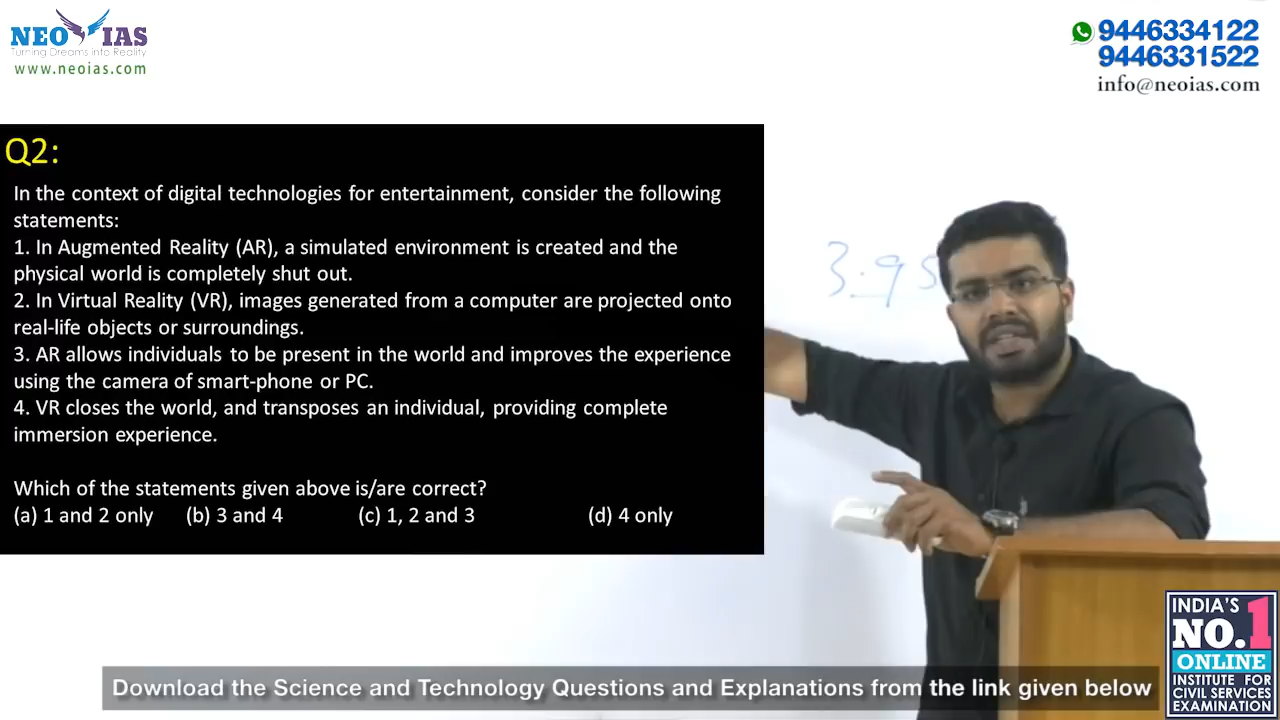 NEO IAS
Turning Dreams into Reality
www.neoias.com
9446334122
9446331522
info@neoias.com
Q2:
In the context of digital technologies for entertainment, consider the following
statements:
1. In Augmented Reality (AR), a simulated environment is created and the
physical world is completely shut out.
2. In Virtual Reality (VR), images generated from a computer are projected onto
real-life objects or surroundings.
3. AR allows individuals to be present in the world and improves the experience
using the camera of smart-phone or PC.
4. VR closes the world, and transposes an individual, providing complete
immersion experience.
Which of the statements given above is/are correct?
(a) 1 and 2 only (b) 3 and 4 (c) 1, 2 and 3 (d) 4 only
3.95
INDIA'S
NO.1
ONLINE
INSTITUTE FOR
CIVIL SERVICES
EXAMINATION
Download the Science and Technology Questions and Explanations from the link given below